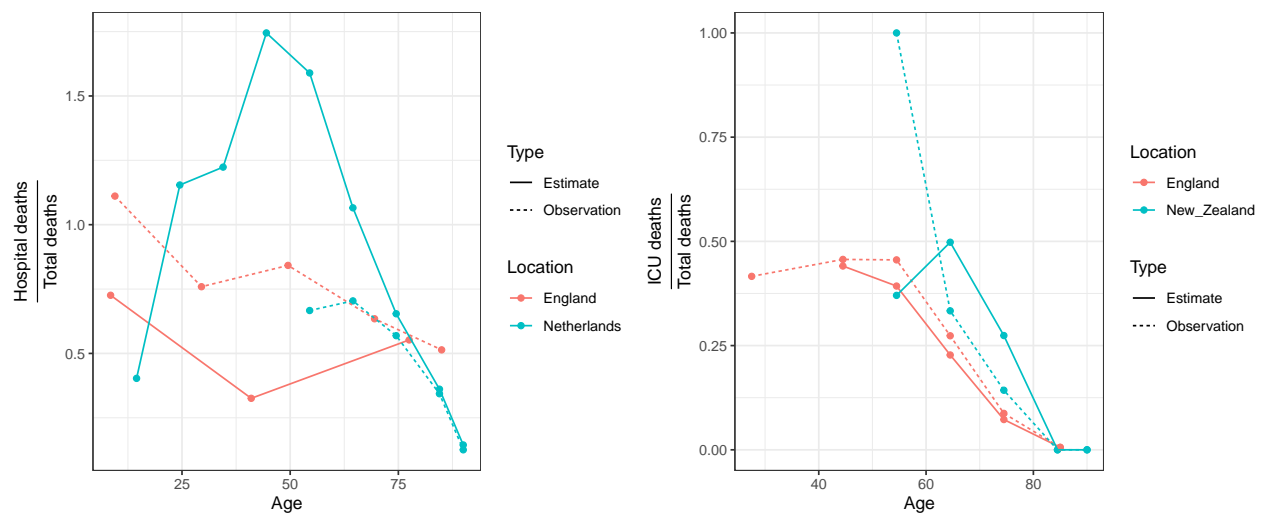 1.5
1.0
0.5
25
50
75
Age
Hospital deaths
Total deaths
Type
Estimate
Observation
Location
England
Netherlands
1.00
0.75
0.50
0.25
0.00
40
60
80
Age
ICU deaths
Total deaths
Location
England
New_Zealand
Type
Estimate
Observation